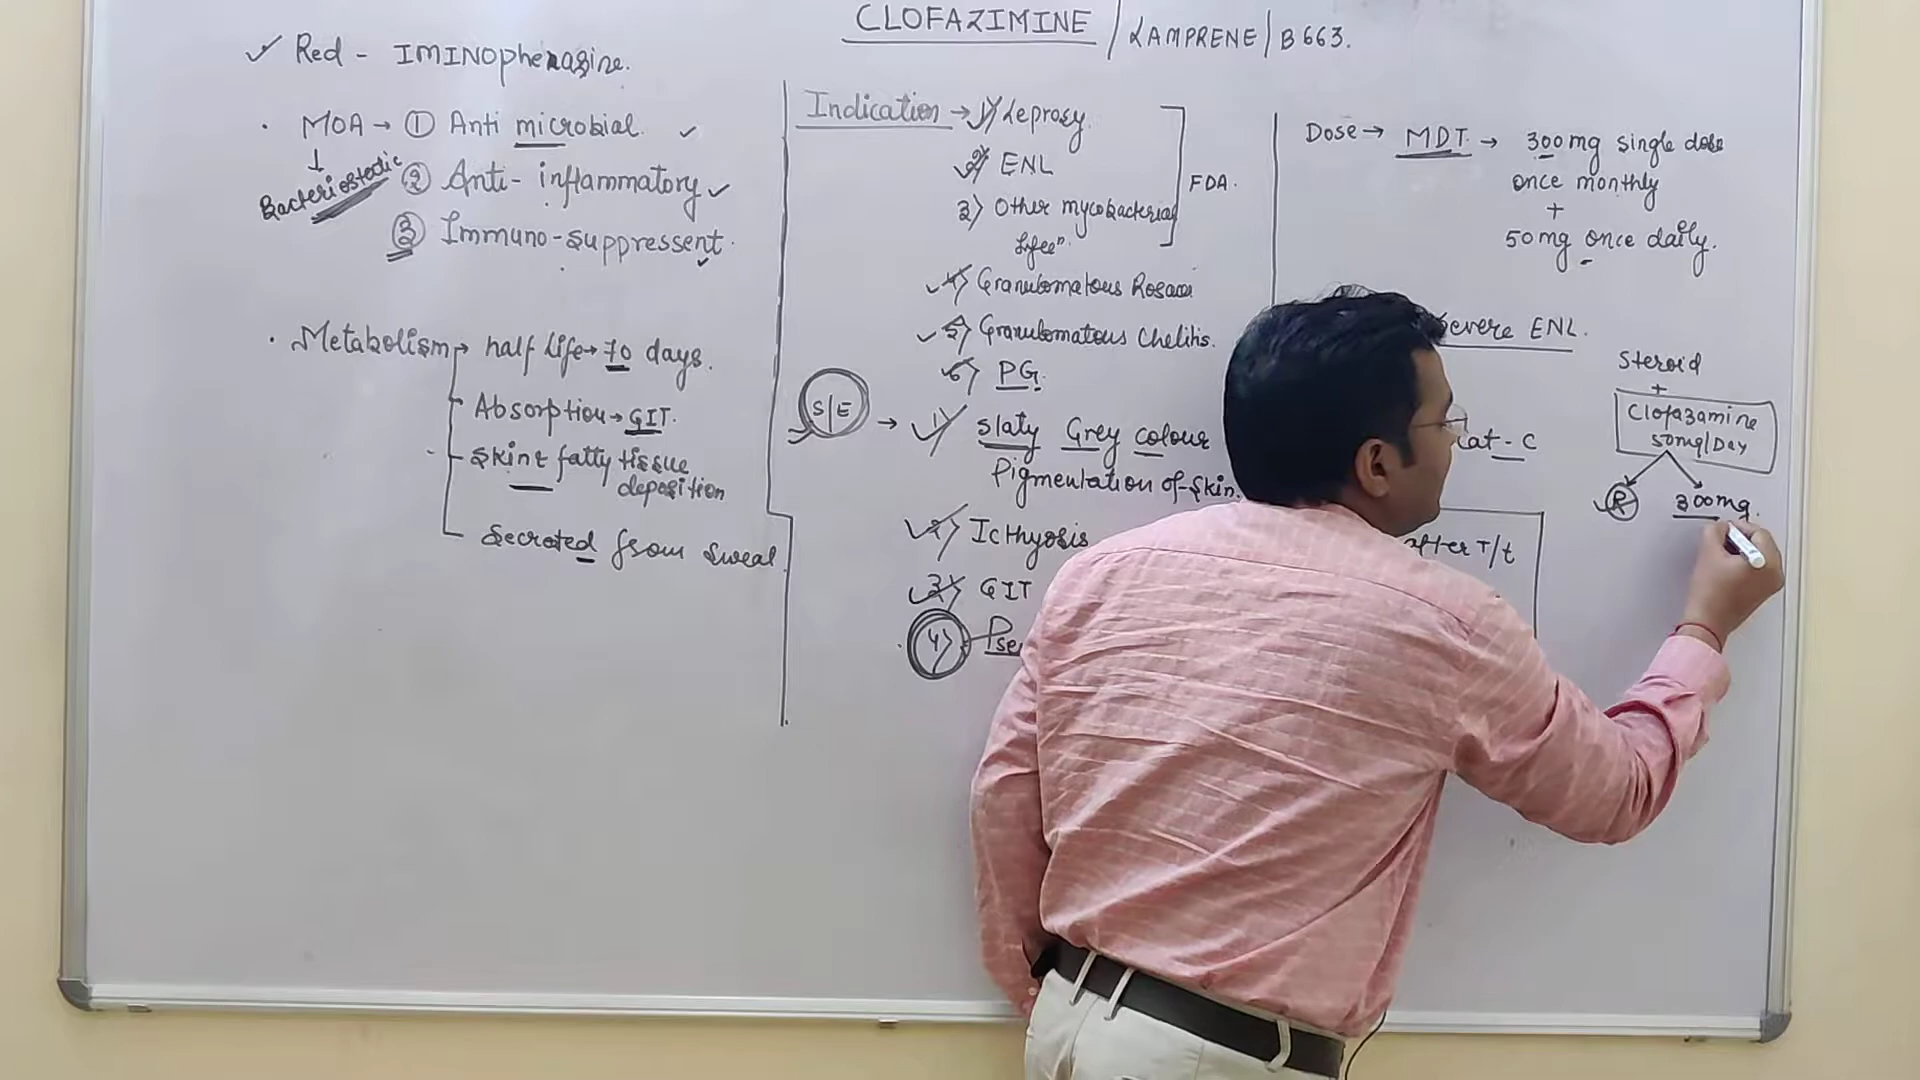 CLOFAZIMINE / LAMPRENE / B663.
✓ Red - IMINOphenazine.
• MOA → ① Anti microbial ✓
↓
Bacteriostatic
② Anti-inflammatory ✓
③ Immuno-suppressent.
• Metabolism → half life → 70 days.
Absorption → GIT.
Skin & fatty tissue
deposition
Secreted from sweat.
Indication → 1) Leprosy
2) ENL
3) Other mycobacterial
FDA.
4) Granulomatous Rosacea
5) Granulomatous Chelitis.
6) PG.
S/E → 1) Slaty Grey colour
Pigmentation of Skin.
2) Icthyosis
3) GIT
4)
Dose → MDT. → 300mg single dose
once monthly
+
50mg once daily.
Severe ENL.
Steroid
+
Clofazamine
50mg/Day
R 300mg.
- C
after T/t